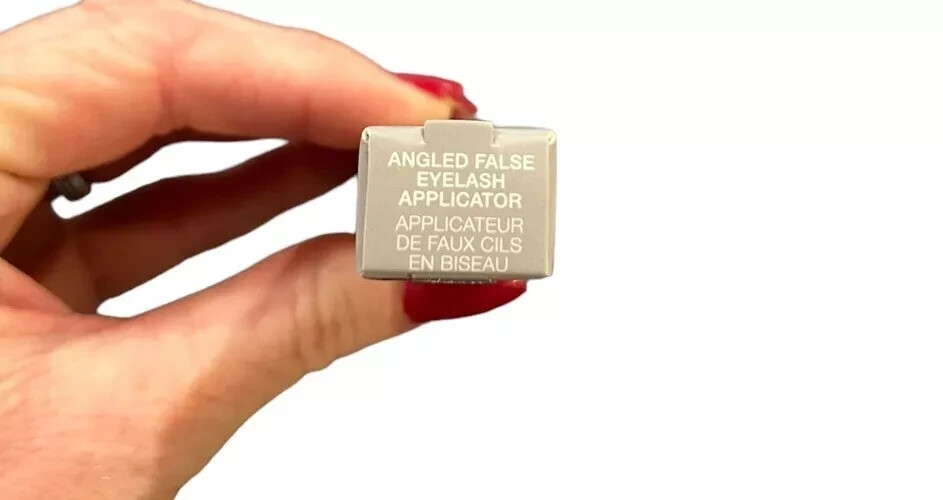 ANGLED FALSE
EYELASH
APPLICATOR
APPLICATEUR
DE FAUX CILS
EN BISEAU